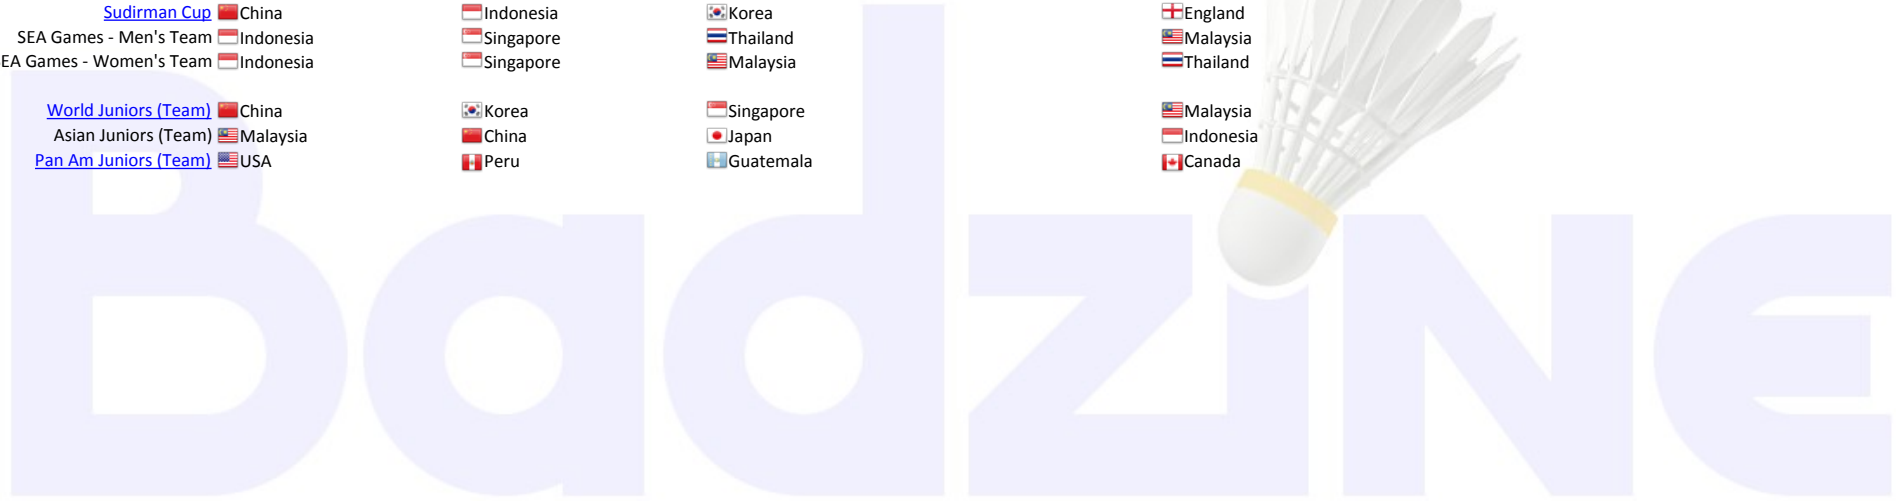 Sudirman Cup China Indonesia Korea England
SEA Games - Men's Team Indonesia Singapore Thailand Malaysia
EA Games - Women's Team Indonesia Singapore Malaysia Thailand
World Juniors (Team) China Korea Singapore Malaysia
Asian Juniors (Team) Malaysia China Japan Indonesia
Pan Am Juniors (Team) USA Peru Guatemala Canada
BadziNE